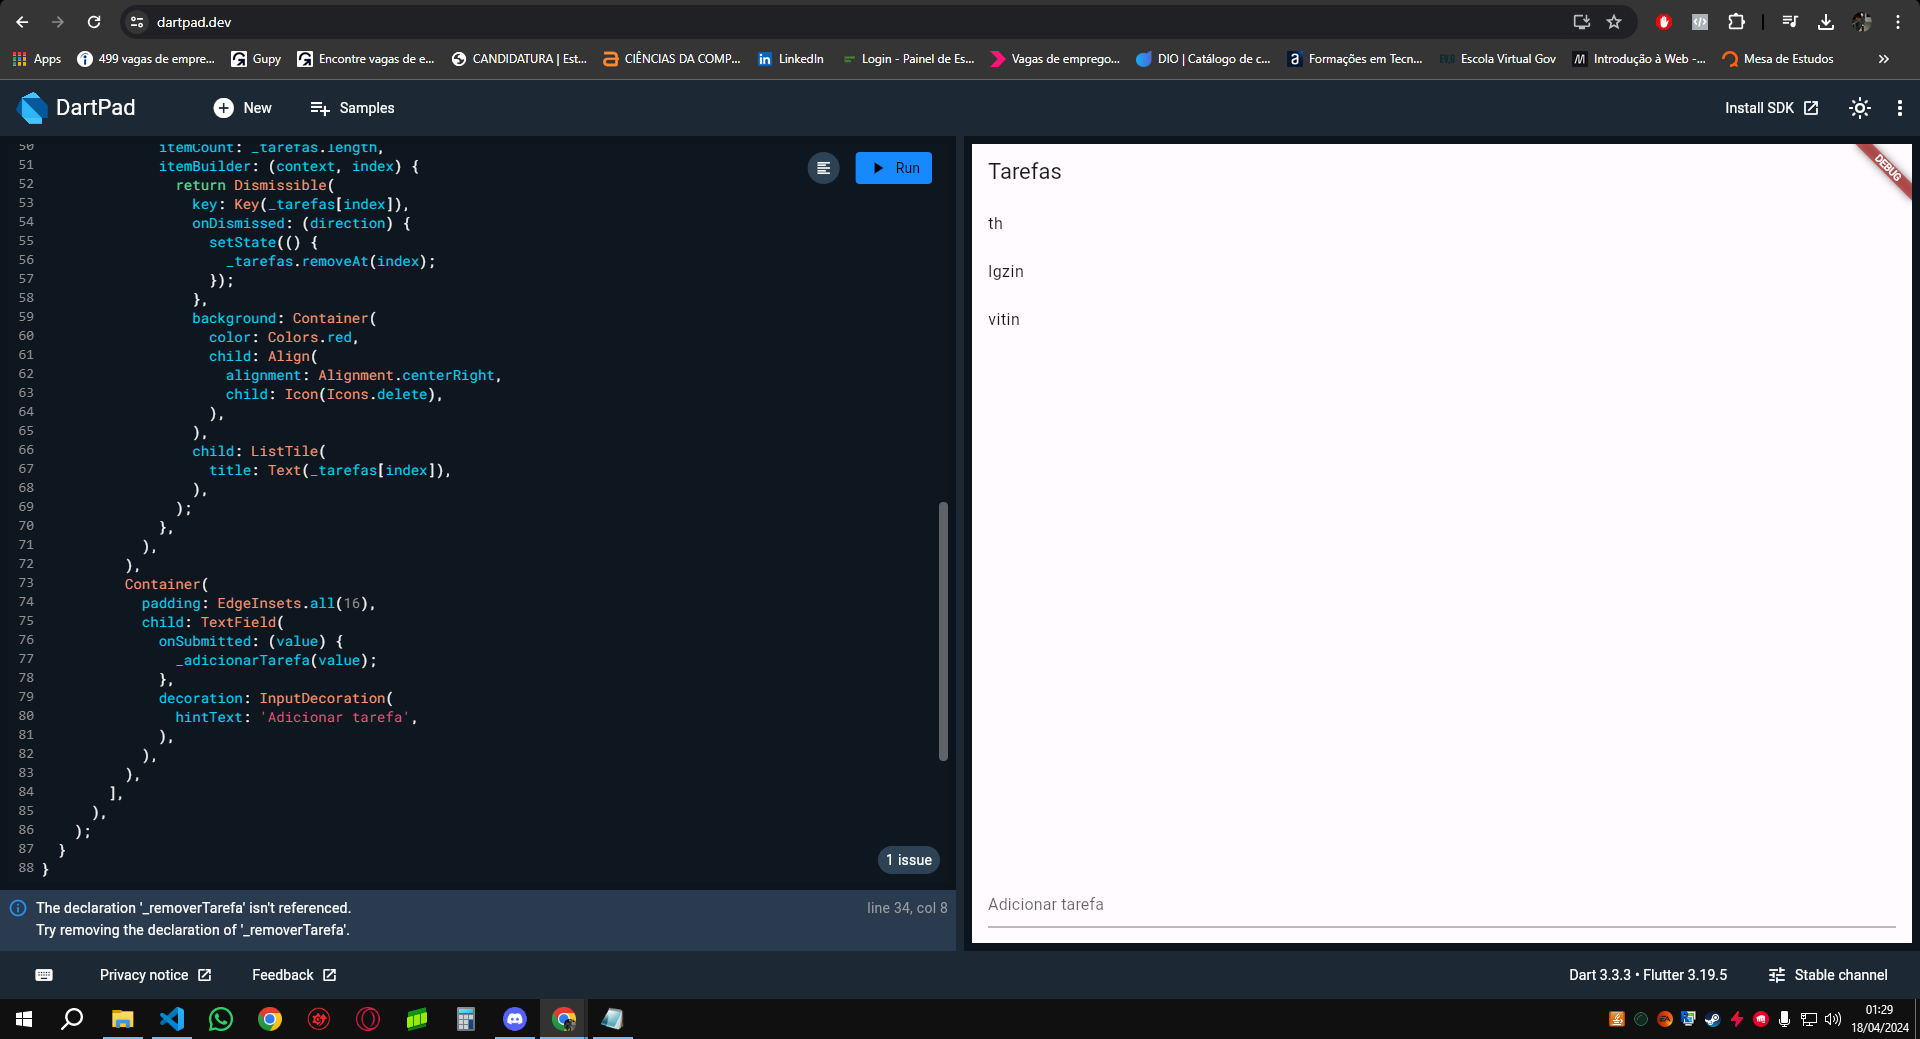 dartpad.dev
Apps
499 vagas de empre...
Gupy
Encontre vagas de e...
CANDIDATURA | Est...
CIÊNCIAS DA COMP...
LinkedIn
Login - Painel de Es...
Vagas de emprego...
DIO | Catálogo de c...
Formações em Tecn...
Escola Virtual Gov
Introdução à Web -...
Mesa de Estudos
DartPad
New
Samples
Install SDK
50 itemCount: _tarefas.length,
51 itemBuilder: (context, index) {
52 return Dismissible(
53 key: Key(_tarefas[index]),
54 onDismissed: (direction) {
55 setState(() {
56 _tarefas.removeAt(index);
57 });
58 },
59 background: Container(
60 color: Colors.red,
61 child: Align(
62 alignment: Alignment.centerRight,
63 child: Icon(Icons.delete),
64 ),
65 ),
66 child: ListTile(
67 title: Text(_tarefas[index]),
68 ),
69 );
70 },
71 ),
72 ),
73 Container(
74 padding: EdgeInsets.all(16),
75 child: TextField(
76 onSubmitted: (value) {
77 _adicionarTarefa(value);
78 },
79 decoration: InputDecoration(
80 hintText: 'Adicionar tarefa',
81 ),
82 ),
83 ),
84 ],
85 ),
86 );
87 }
88 }
Run
1 issue
The declaration '_removerTarefa' isn't referenced.
line 34, col 8
Try removing the declaration of '_removerTarefa'.
Tarefas
DEBUG
th
lgzin
vitin
Adicionar tarefa
Privacy notice
Feedback
Dart 3.3.3 • Flutter 3.19.5
Stable channel
01:29
18/04/2024